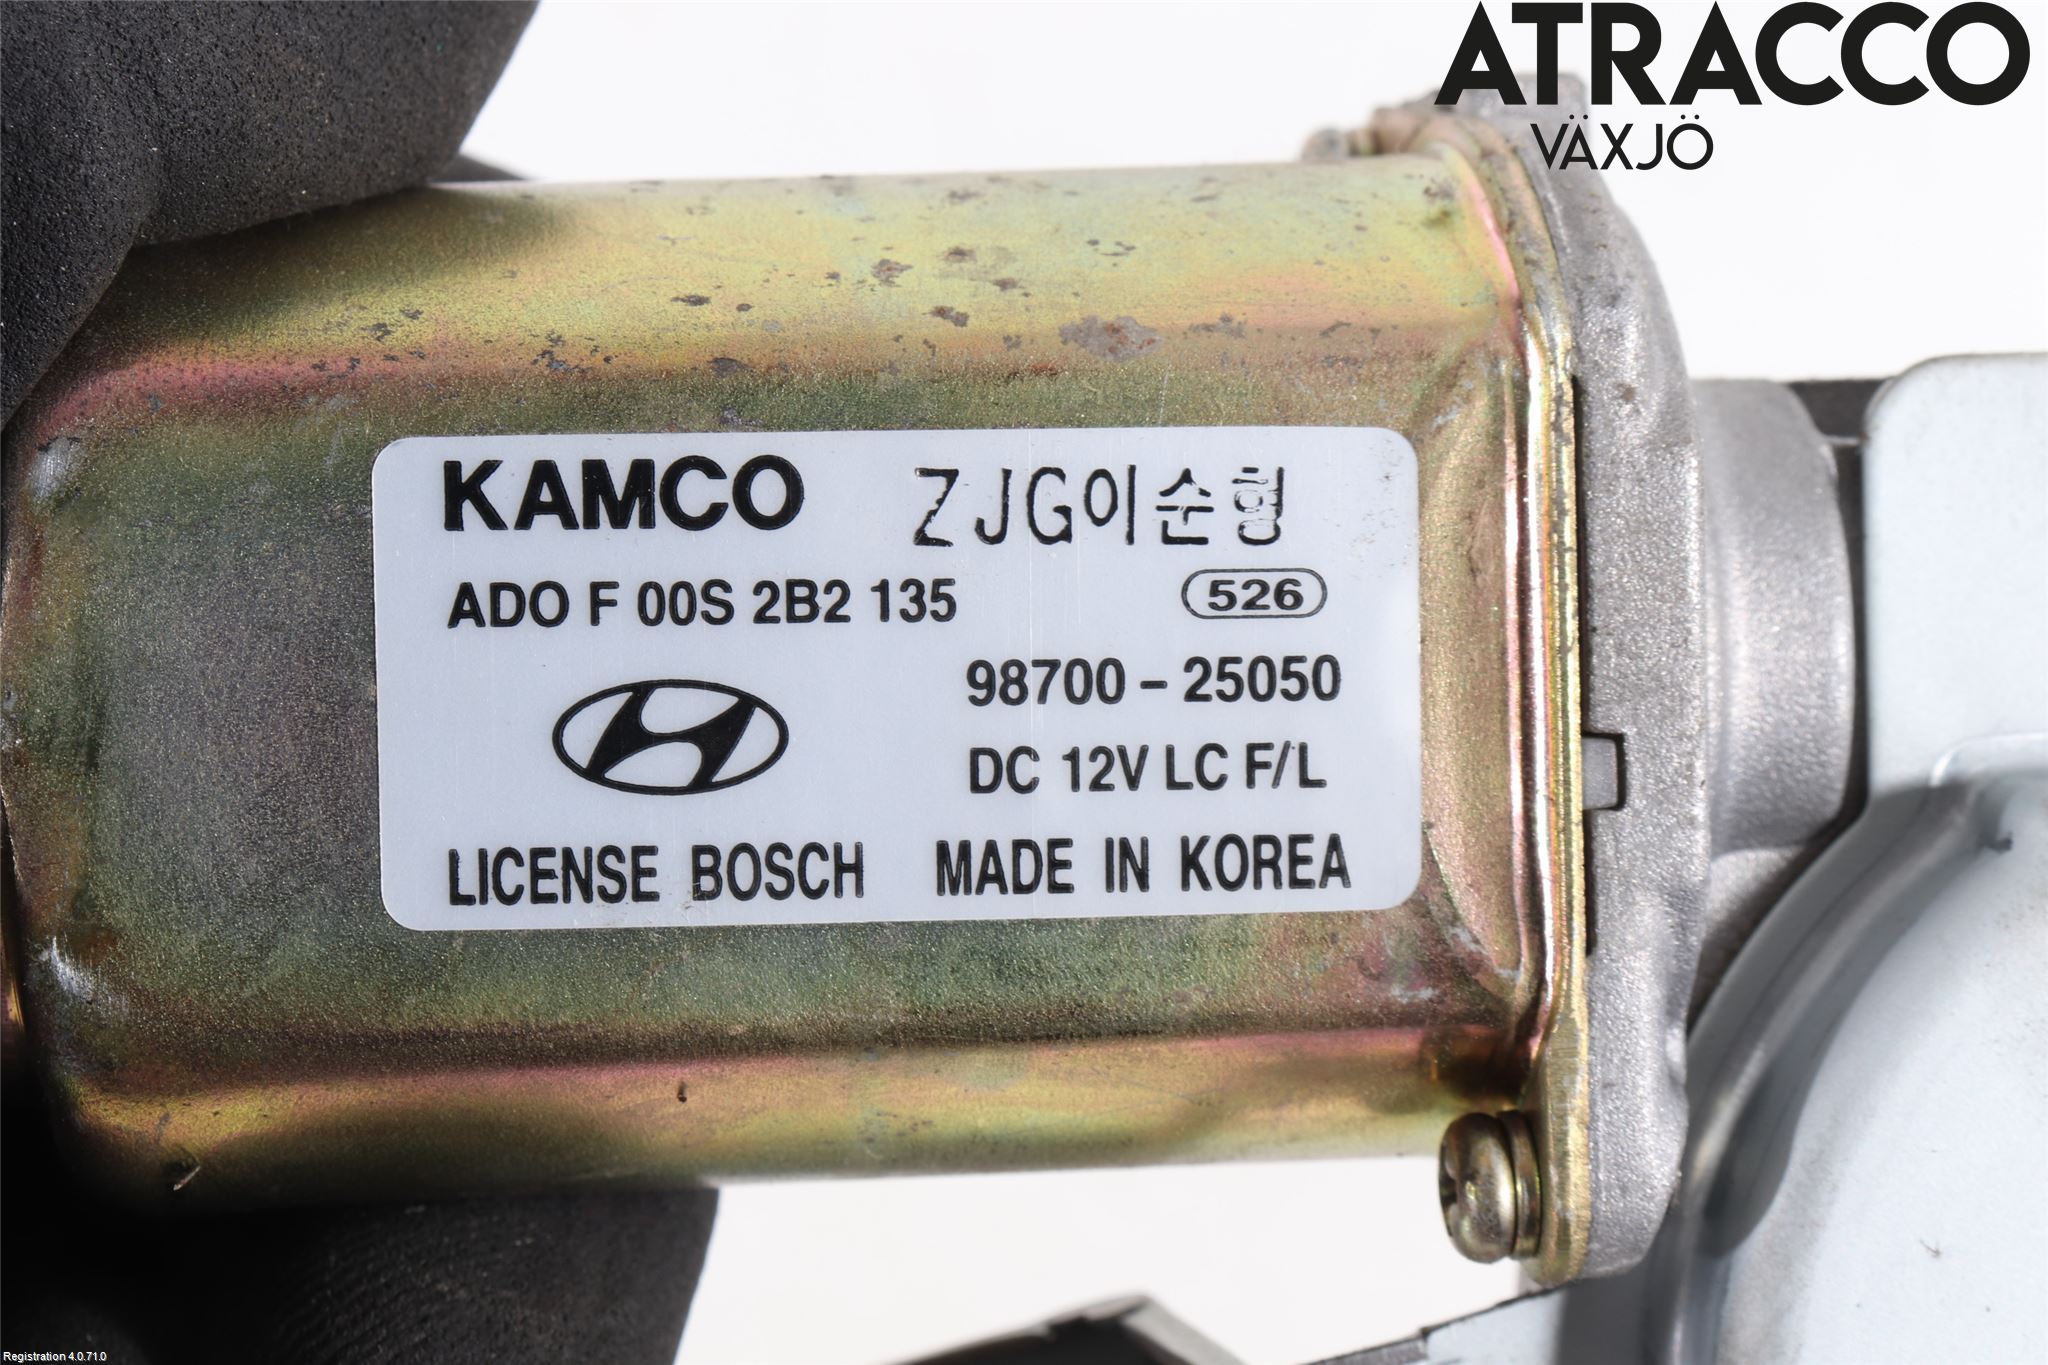 ATRACCO
VÄXJÖ
KAMCO ZJG이순형
ADO F 00S 2B2 135 526
98700-25050
DC 12V LC F/L
LICENSE BOSCH MADE IN KOREA
Registration 4.0.71.0